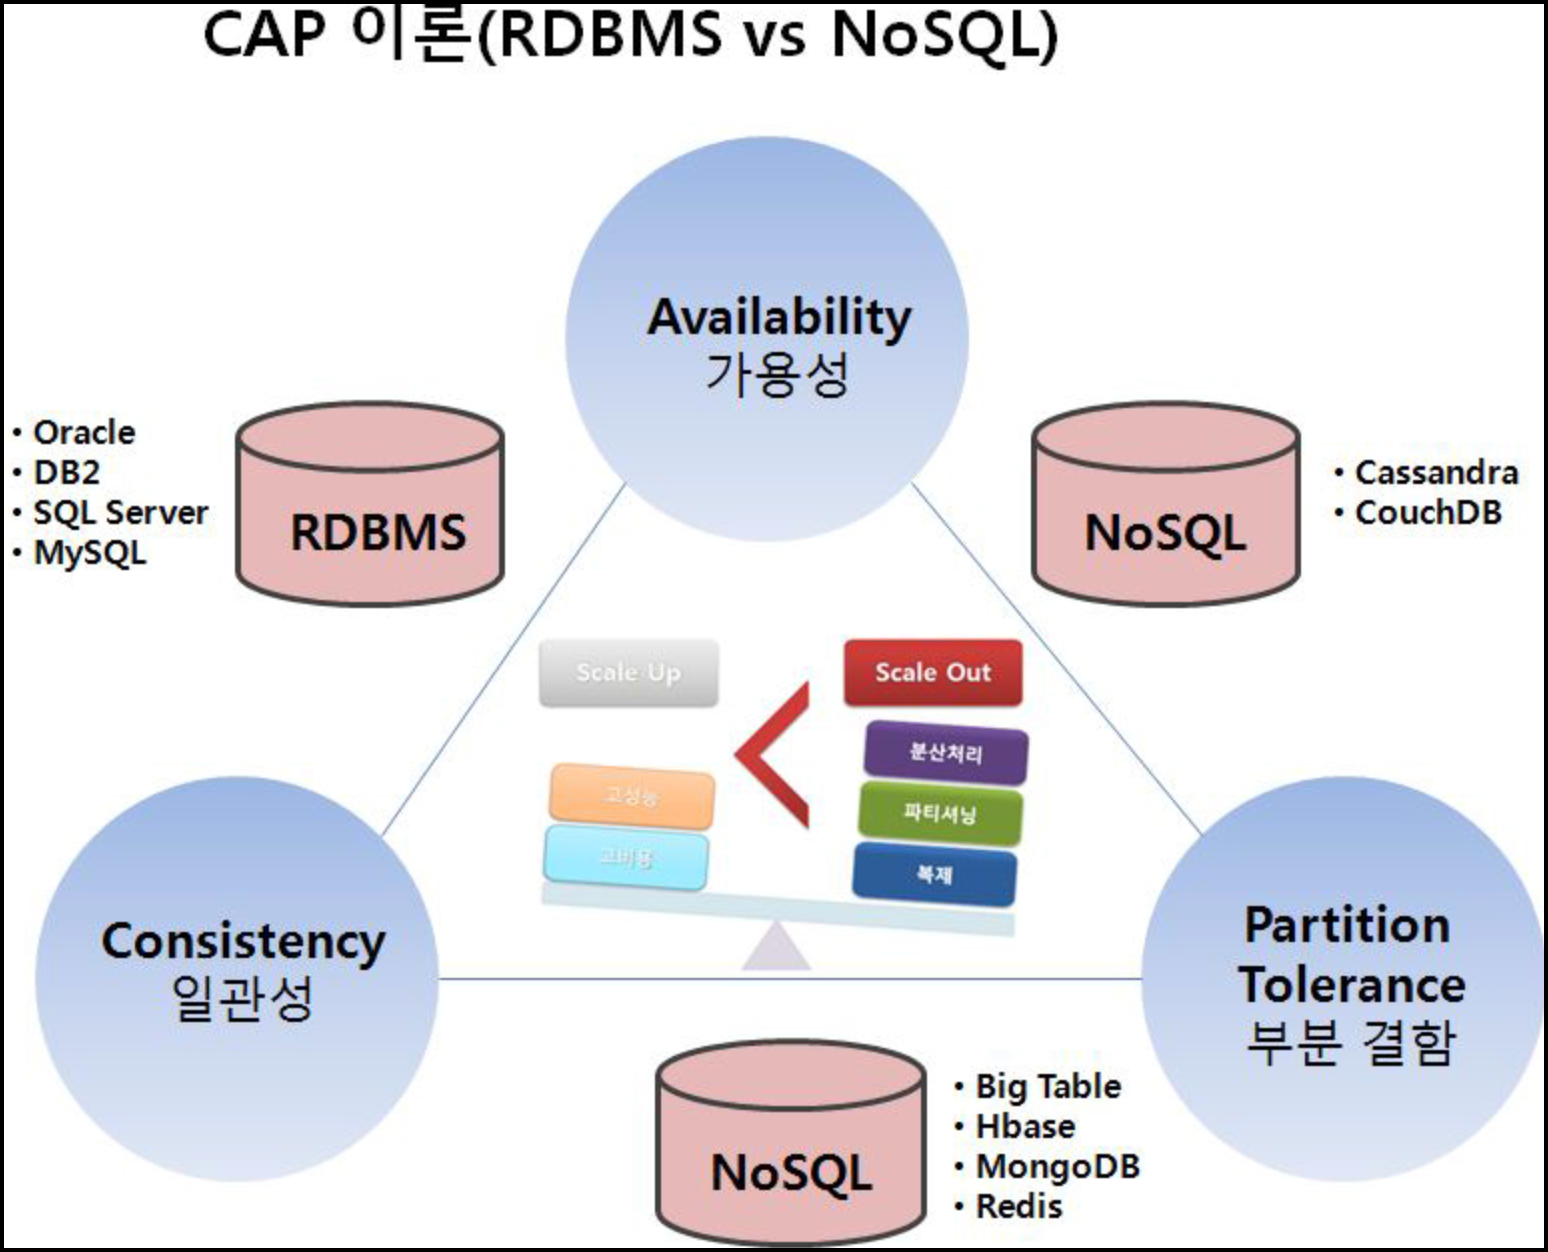 CAP 이론(RDBMS vs NoSQL)
Availability
가용성
• Oracle
• DB2
• SQL Server
• MySQL
RDBMS
NoSQL
• Cassandra
• CouchDB
Scale Up
고성능
고비용
Scale Out
분산처리
파티셔닝
복제
Consistency
일관성
Partition
Tolerance
부분 결함
NoSQL
• Big Table
• Hbase
• MongoDB
• Redis